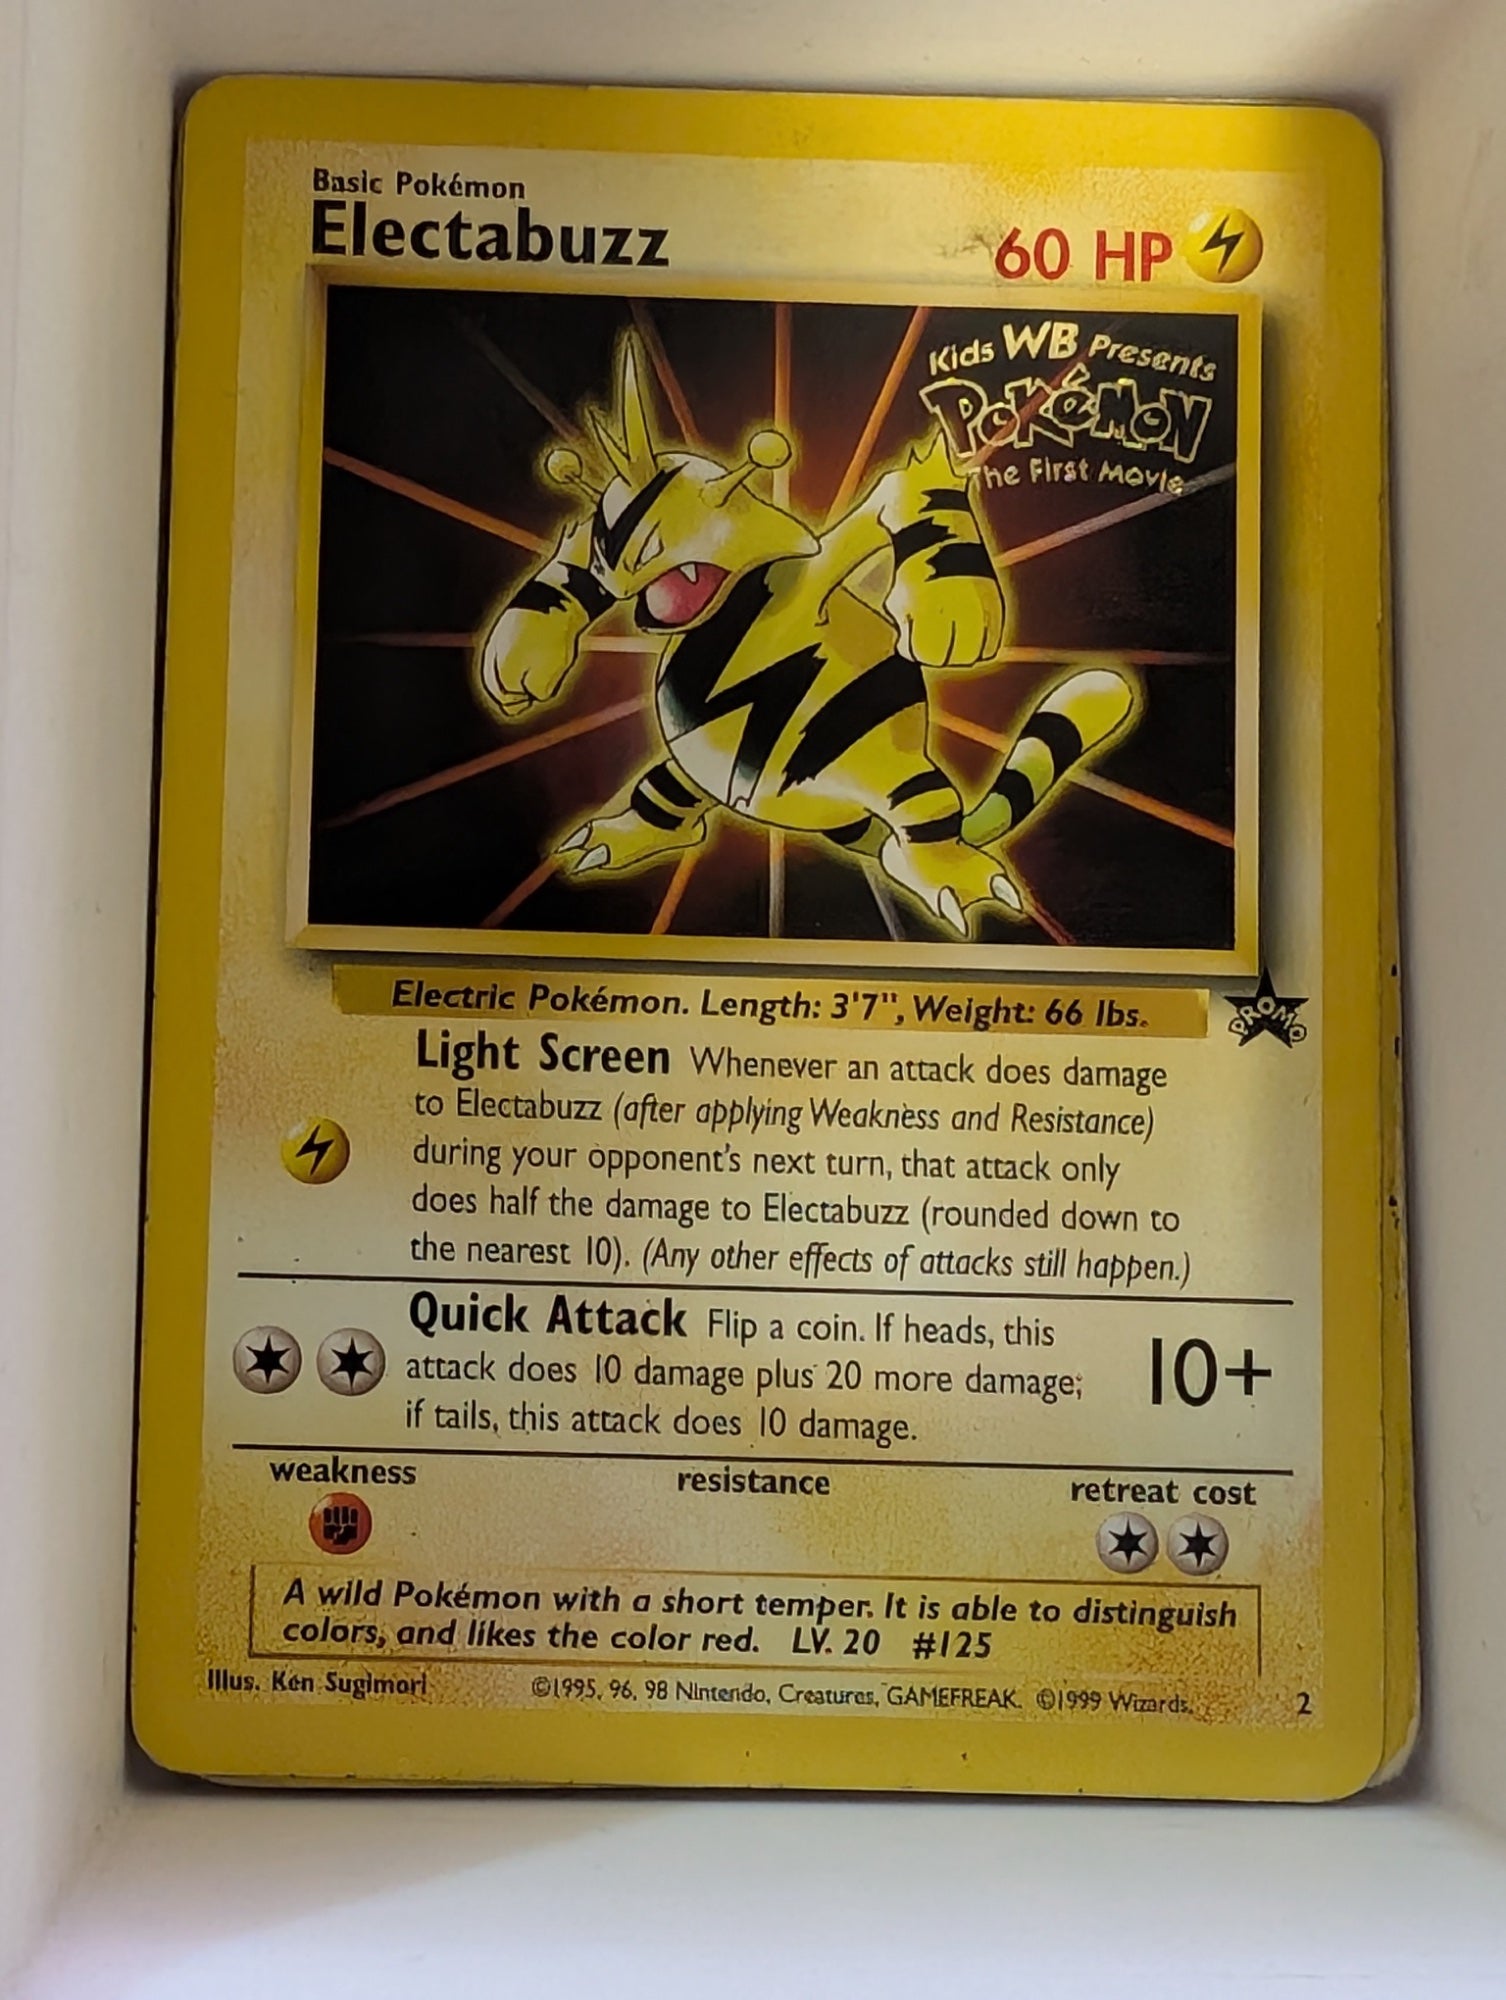 Basic Pokémon
Electabuzz
60 HP
Kids WB Presents
POKéMON
The First Movie
Electric Pokémon. Length: 3'7", Weight: 66 lbs.
PROMO
Light Screen Whenever an attack does damage
to Electabuzz (after applying Weakness and Resistance)
during your opponent's next turn, that attack only
does half the damage to Electabuzz (rounded down to
the nearest 10). (Any other effects of attacks still happen.)
Quick Attack Flip a coin. If heads, this
attack does 10 damage plus 20 more damage;
if tails, this attack does 10 damage.
10+
weakness
resistance
retreat cost
A wild Pokémon with a short temper. It is able to distinguish
colors, and likes the color red. LV. 20 #125
Illus. Ken Sugimori
©1995, 96, 98 Nintendo, Creatures, GAMEFREAK. ©1999 Wizards.
2